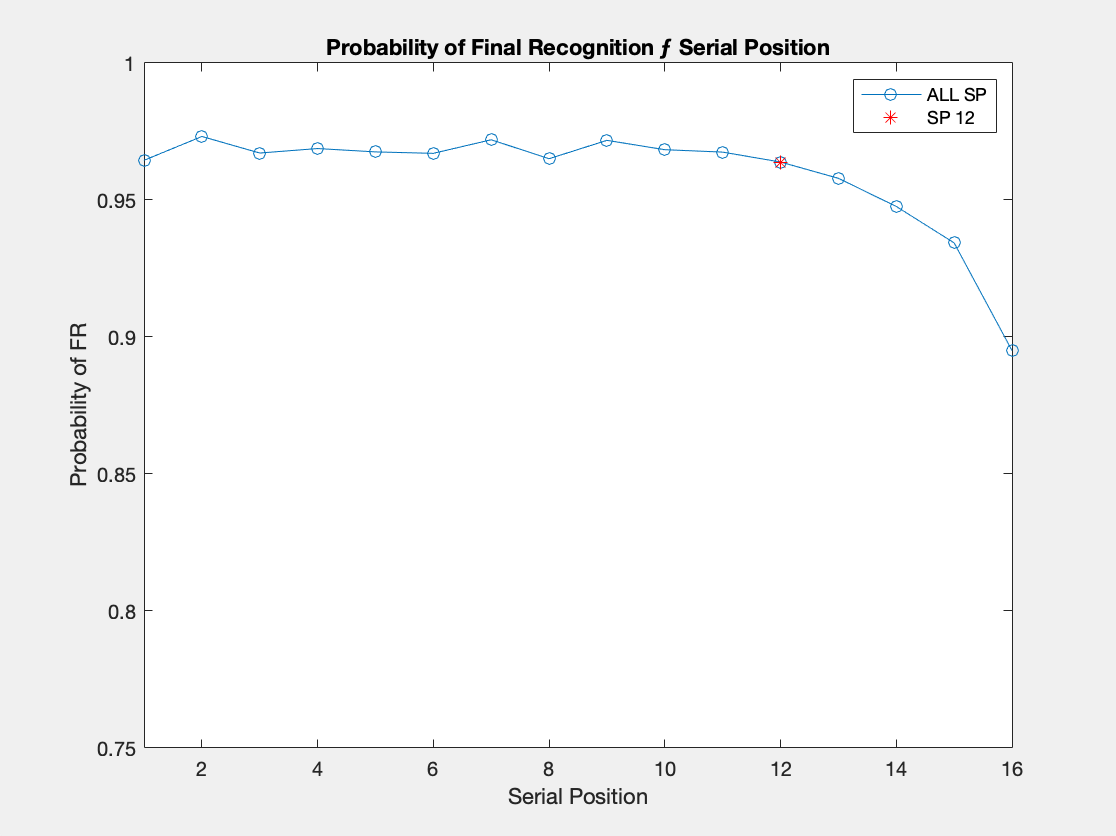 Probability of Final Recognition ƒ Serial Position
1
0.95
0.9
0.85
0.8
0.75
Probability of FR
ALL SP
SP 12
2 4 6 8 10 12 14 16
Serial Position